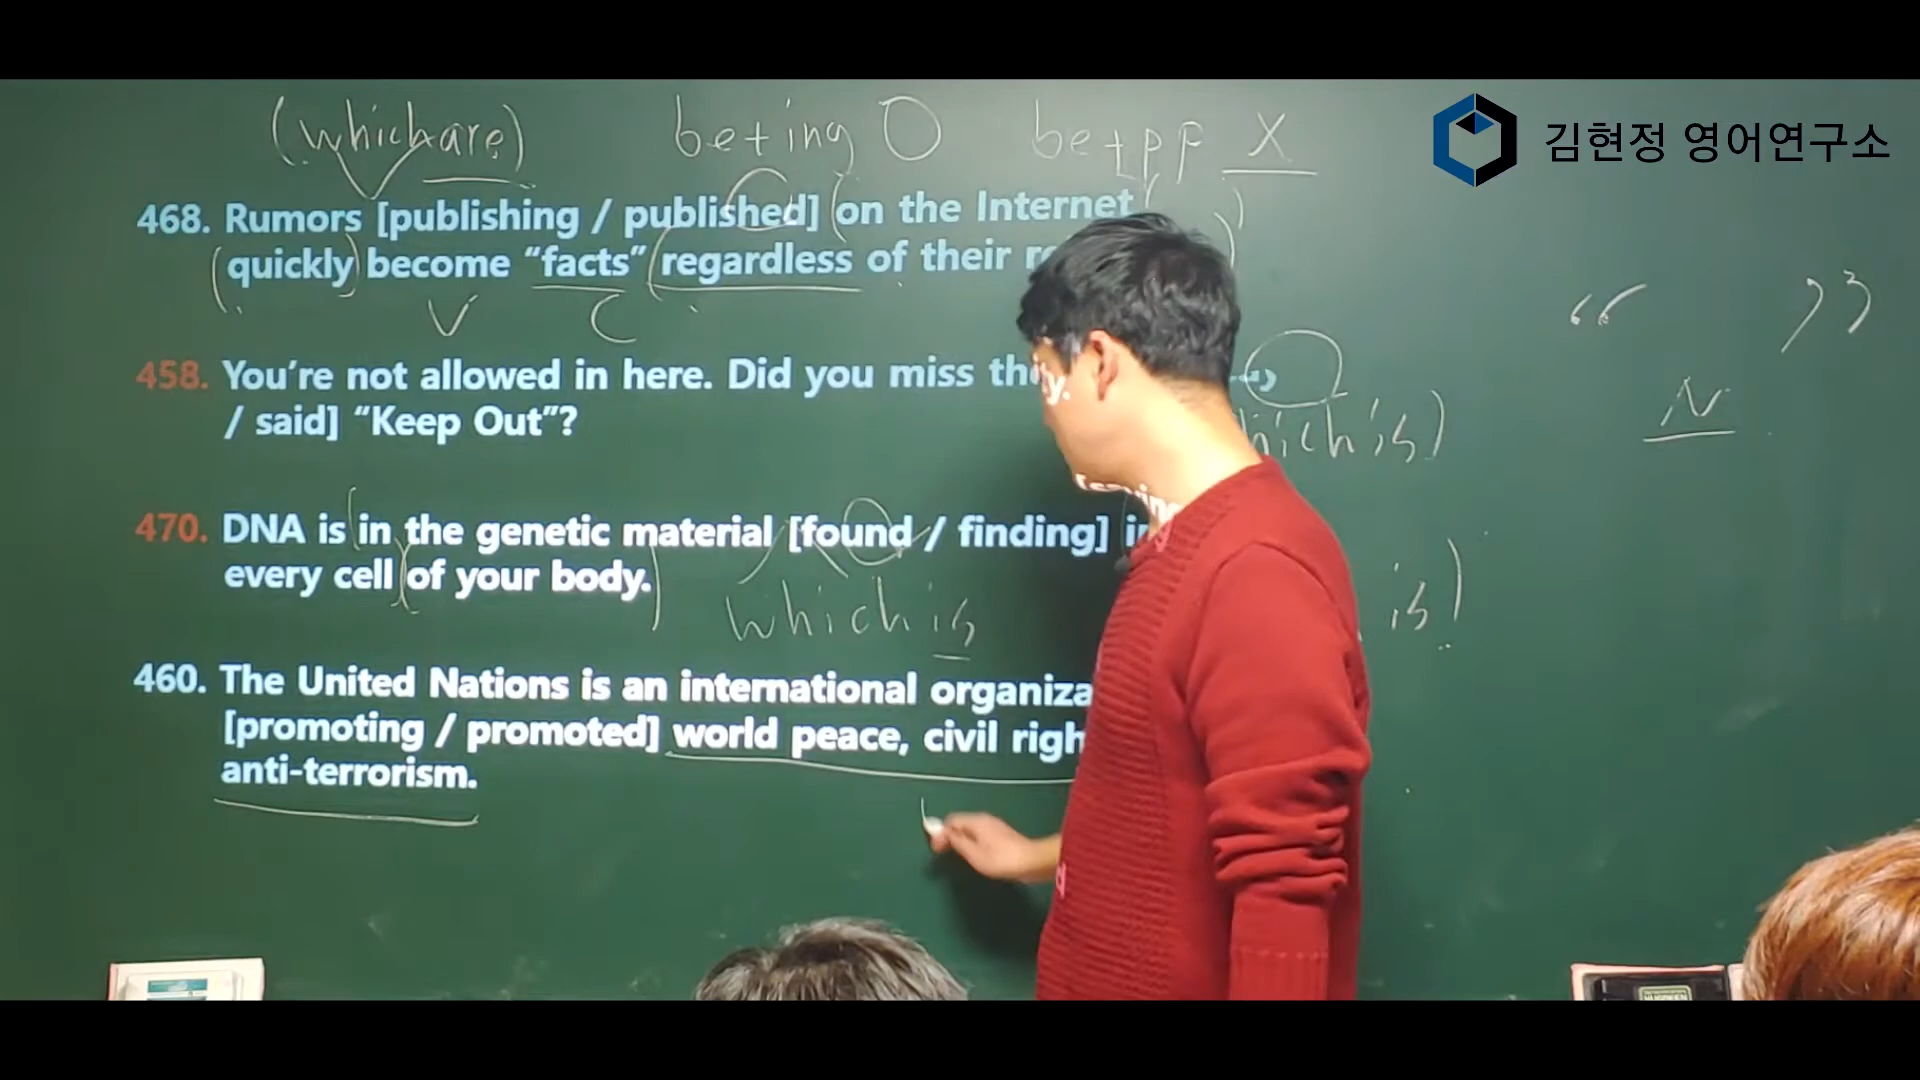 김현정 영어연구소
(which are) be+ing O be+pp X
468. Rumors [publishing / published] on the Internet
quickly become “facts” regardless of their
V C
“ ”
N
458. You’re not allowed in here. Did you miss
/ said] “Keep Out”?
is)
470. DNA is in the genetic material [found / finding]
every cell of your body.
which is
is)
460. The United Nations is an international
[promoting / promoted] world peace, civil
anti-terrorism.